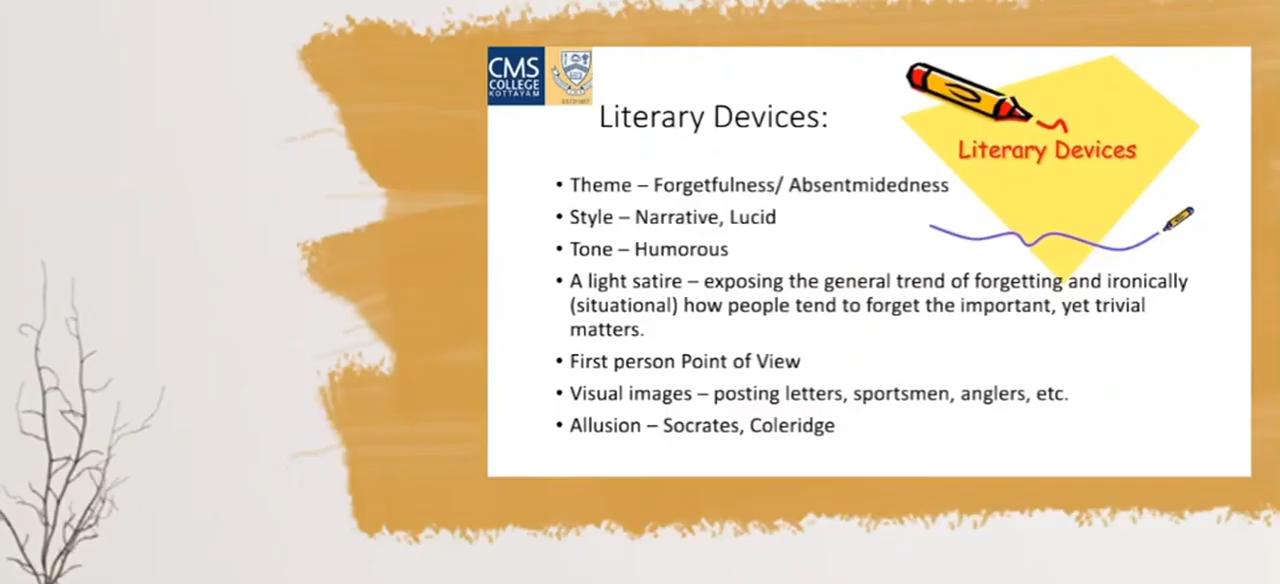 CMS
COLLEGE
KOTTAYAM
Literary Devices:
Literary Devices
• Theme – Forgetfulness/ Absentmidedness
• Style – Narrative, Lucid
• Tone – Humorous
• A light satire – exposing the general trend of forgetting and ironically
(situational) how people tend to forget the important, yet trivial
matters.
• First person Point of View
• Visual images – posting letters, sportsmen, anglers, etc.
• Allusion – Socrates, Coleridge